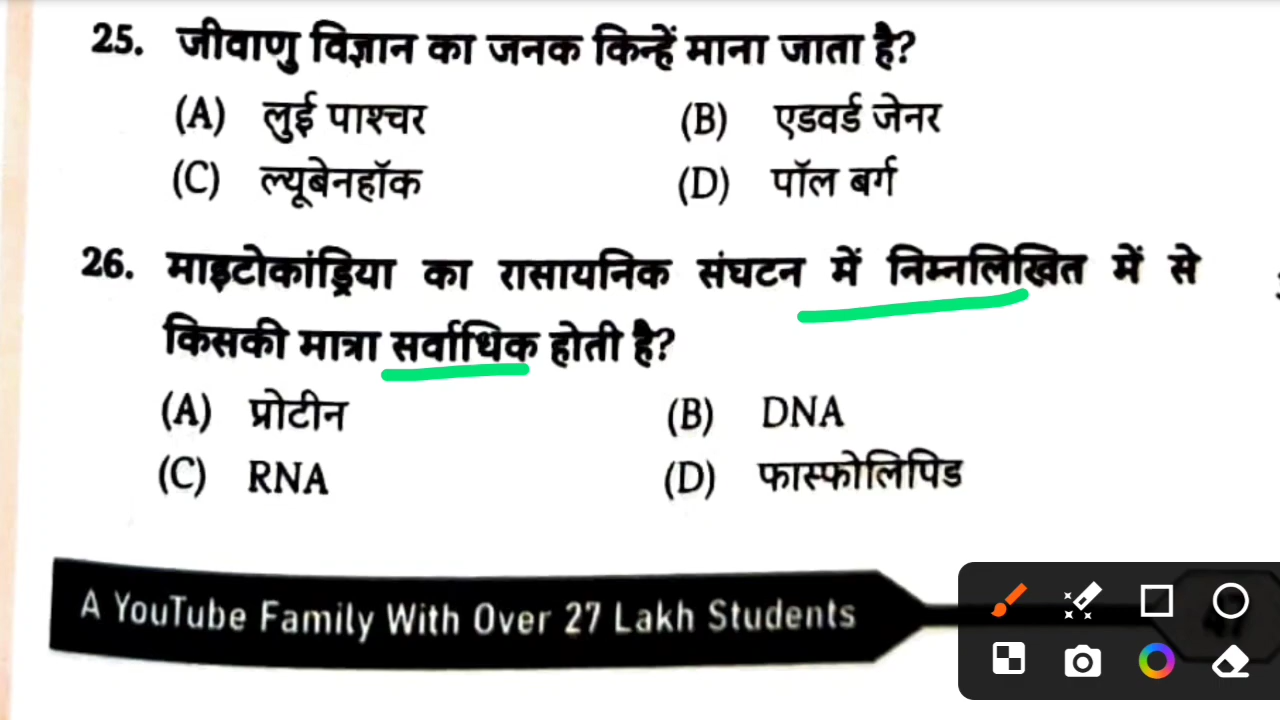 25. जीवाणु विज्ञान का जनक किन्हें माना जाता है?
(A) लुई पाश्चर (B) एडवर्ड जेनर
(C) ल्यूबेनहॉक (D) पॉल बर्ग
26. माइटोकांड्रिया का रासायनिक संघटन में निम्नलिखित में से
किसकी मात्रा सर्वाधिक होती है?
(A) प्रोटीन (B) DNA
(C) RNA (D) फास्फोलिपिड
A YouTube Family With Over 27 Lakh Students